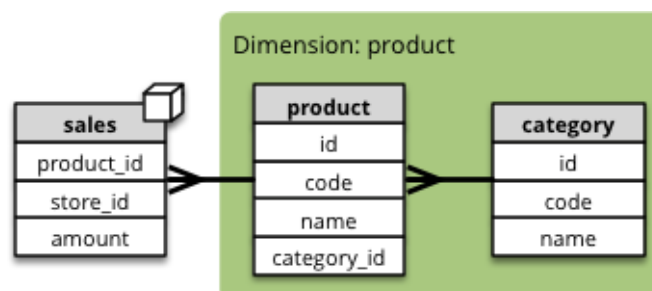 Dimension: product
sales
product_id
store_id
amount
product
id
code
name
category_id
category
id
code
name